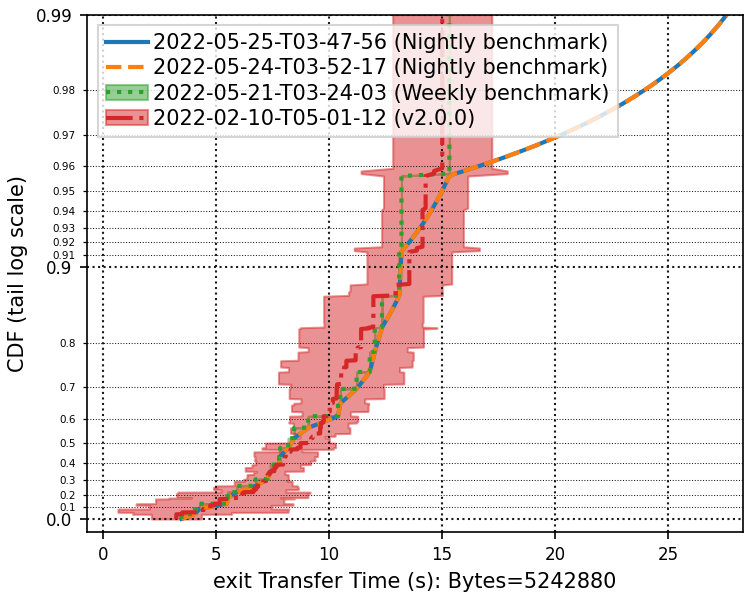 2022-05-25-T03-47-56 (Nightly benchmark)
2022-05-24-T03-52-17 (Nightly benchmark)
2022-05-21-T03-24-03 (Weekly benchmark)
2022-02-10-T05-01-12 (v2.0.0)
CDF (tail log scale)
0.99
0.98
0.97
0.96
0.95
0.94
0.93
0.92
0.91
0.9
0.8
0.7
0.6
0.5
0.4
0.3
0.2
0.1
0.0
0 5 10 15 20 25
exit Transfer Time (s): Bytes=5242880